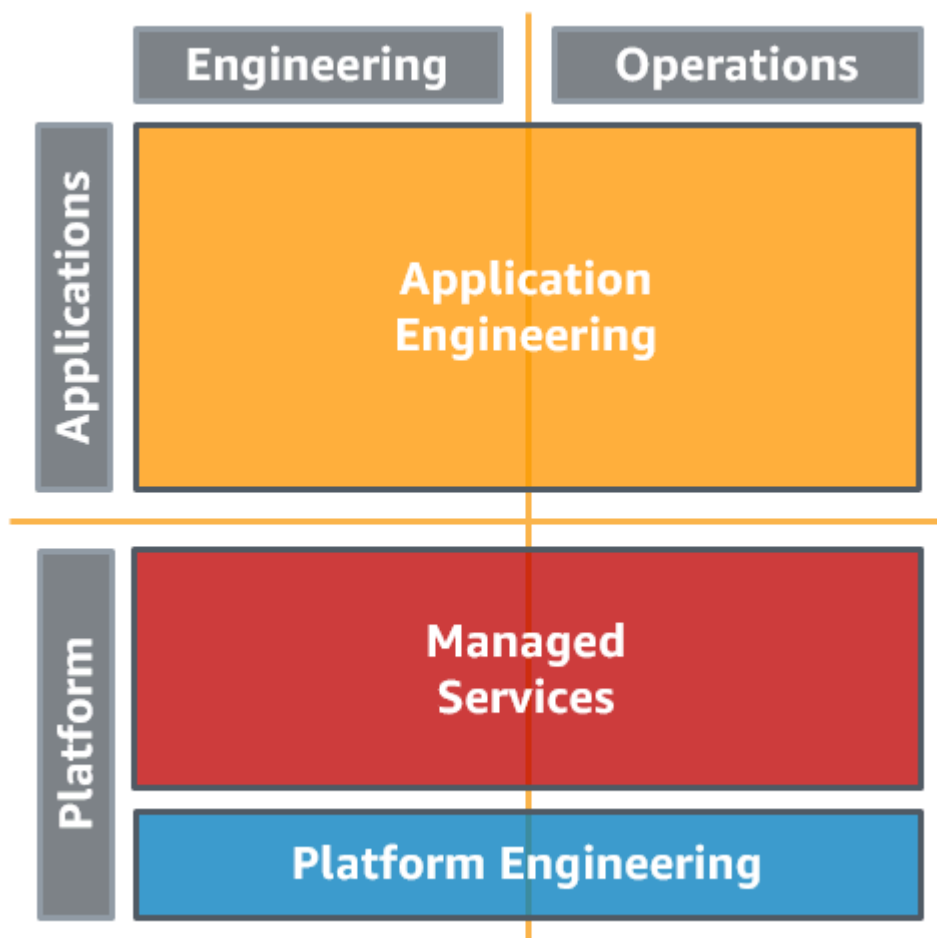 Engineering
Operations
Applications
Application
Engineering
Platform
Managed
Services
Platform Engineering